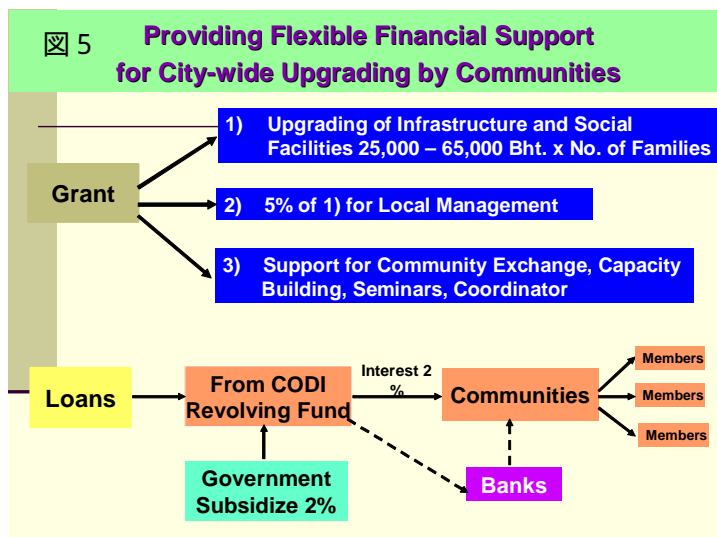 図 5
Providing Flexible Financial Support
for City-wide Upgrading by Communities
1) Upgrading of Infrastructure and Social
Facilities 25,000 – 65,000 Bht. x No. of Families
Grant
2) 5% of 1) for Local Management
3) Support for Community Exchange, Capacity
Building, Seminars, Coordinator
Loans
From CODI
Revolving Fund
Interest 2
%
Communities
Members
Members
Members
Government
Subsidize 2%
Banks